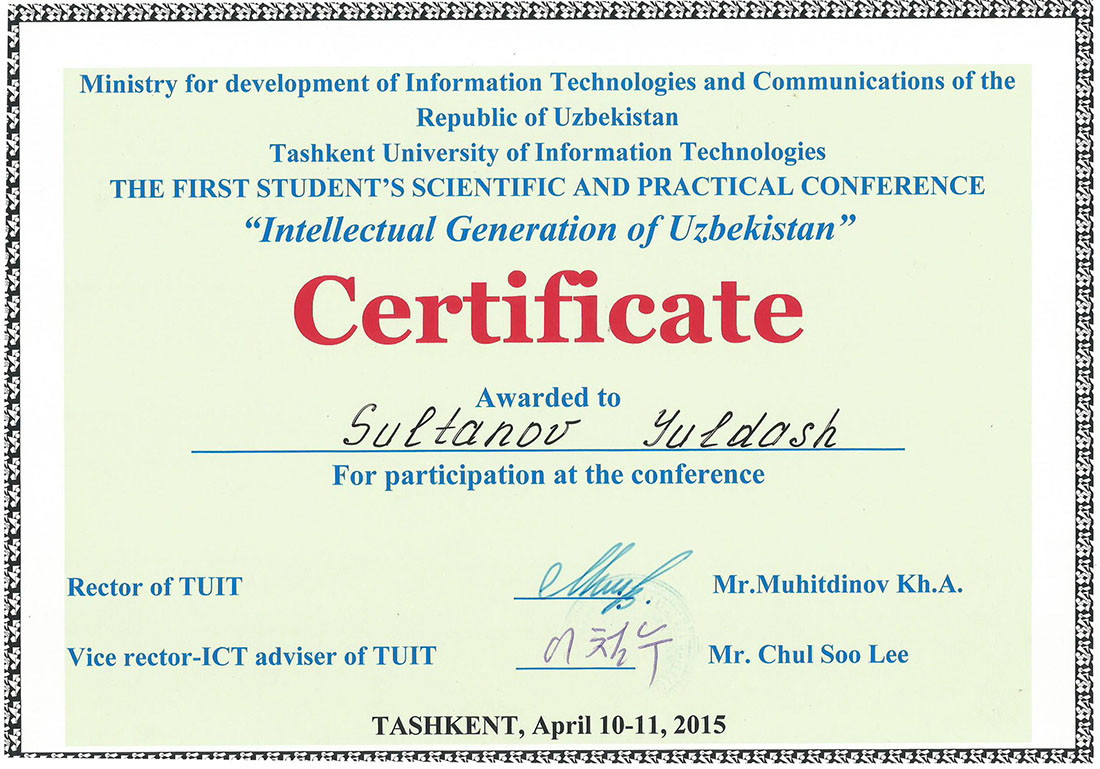 Ministry for development of Information Technologies and Communications of the
Republic of Uzbekistan
Tashkent University of Information Technologies
THE FIRST STUDENT’S SCIENTIFIC AND PRACTICAL CONFERENCE
“Intellectual Generation of Uzbekistan”
Certificate
Awarded to
Sultanov Yuldash
For participation at the conference
Rector of TUIT Mr.Muhitdinov Kh.A.
Vice rector-ICT adviser of TUIT 이철수 Mr. Chul Soo Lee
TASHKENT, April 10-11, 2015